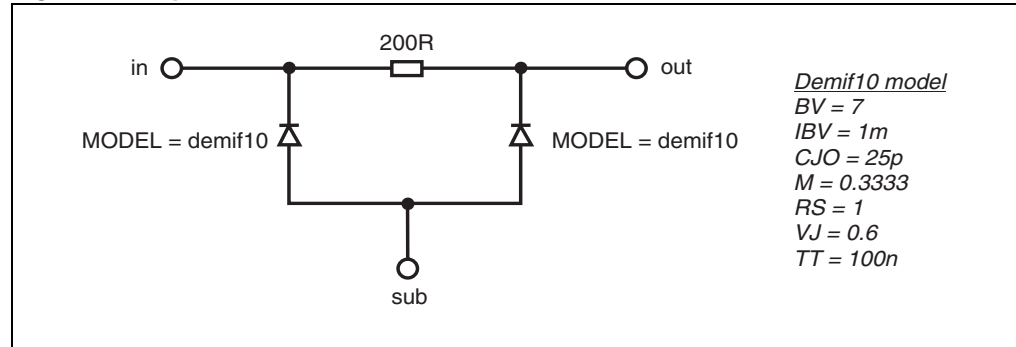 200R
in
out
MODEL = demif10
MODEL = demif10
sub
Demif10 model
BV = 7
IBV = 1m
CJO = 25p
M = 0.3333
RS = 1
VJ = 0.6
TT = 100n